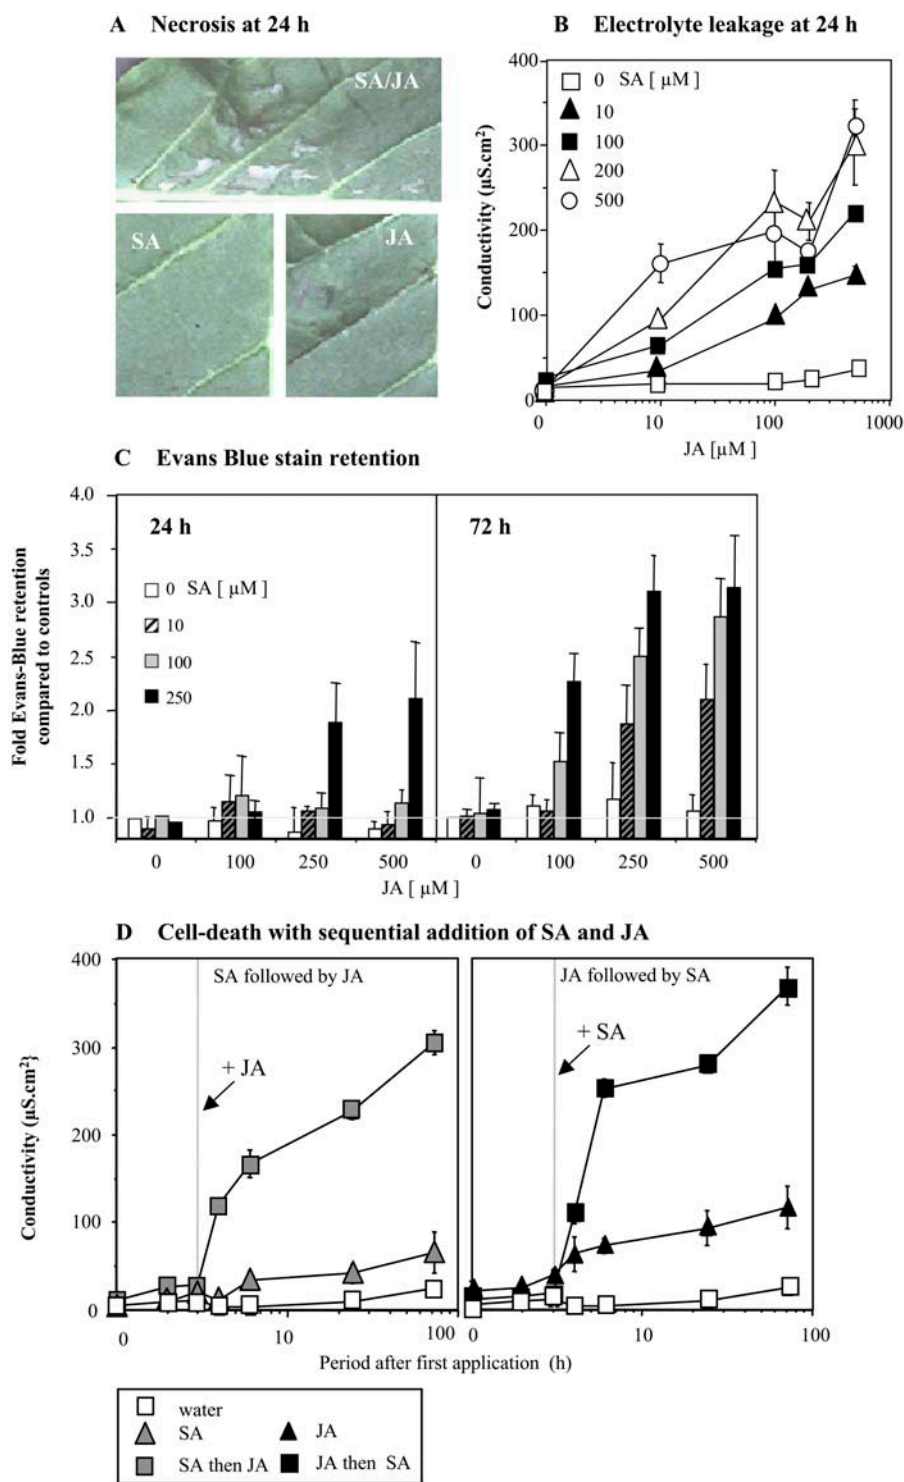 A Necrosis at 24 h
SA/JA
SA
JA
B Electrolyte leakage at 24 h
400
300
200
100
0
Conductivity (µS.cm²)
0 SA [ µM]
10
100
200
500
0 10 100 1000
JA [µM ]
C Evans Blue stain retention
4.0
3.5
3.0
2.5
2.0
1.5
1.0
Fold Evans-Blue retention
compared to controls
24 h
0 SA [ µM ]
10
100
250
72 h
0 100 250 500 0 100 250 500
JA [ µM ]
D Cell-death with sequential addition of SA and JA
400
300
200
100
0
Conductivity (µS.cm²}
SA followed by JA
+ JA
JA followed by SA
+ SA
0 10 100 0 10 100
Period after first application (h)
water
SA
JA
SA then JA
JA then SA